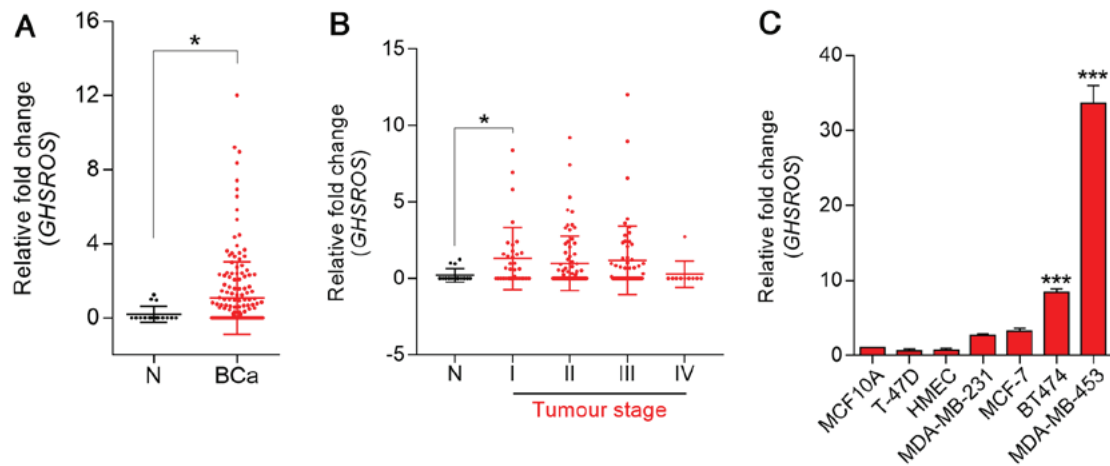 A
Relative fold change
(GHSROS)
16
12
8
4
0
*
N
BCa
B
Relative fold change
(GHSROS)
15
10
5
0
-5
*
N
I
II
III
IV
Tumour stage
C
Relative fold change
(GHSROS)
40
30
20
10
0
***
***
MCF10A
T-47D
HMEC
MDA-MB-231
MCF-7
BT474
MDA-MB-453